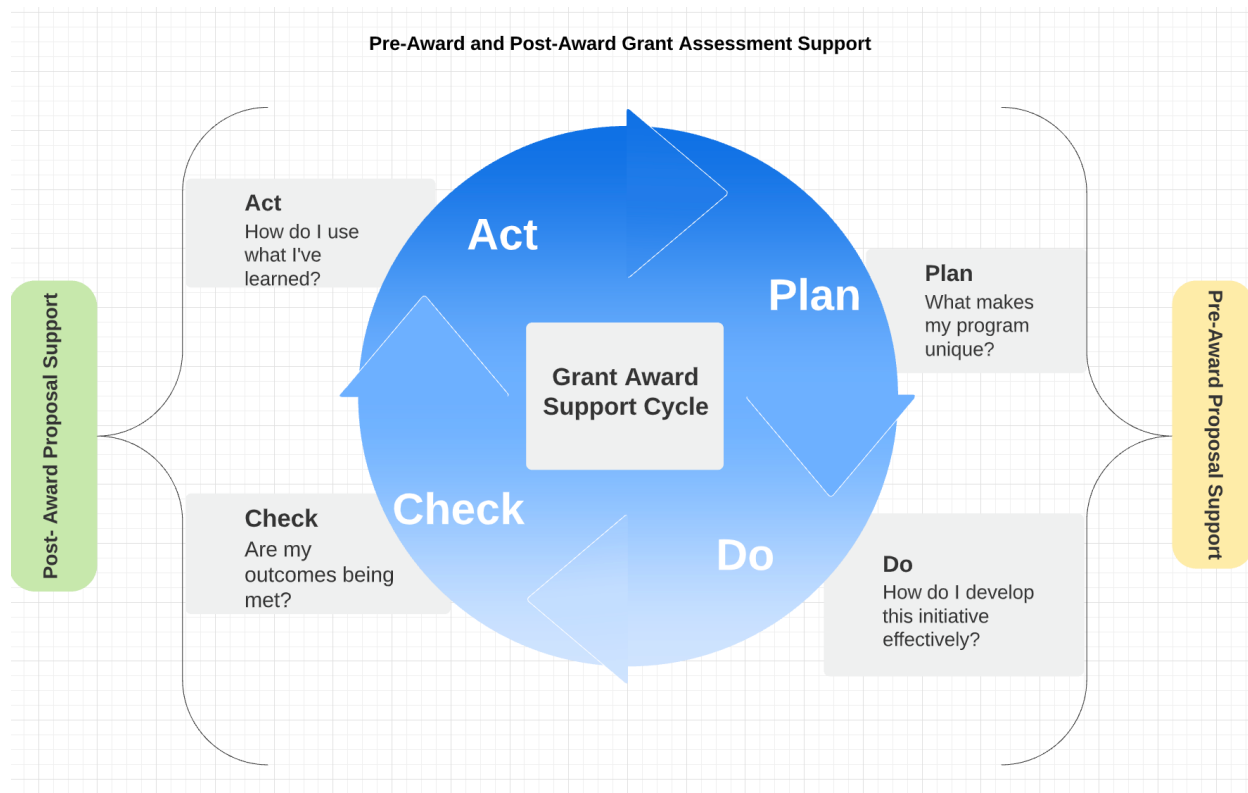 Pre-Award and Post-Award Grant Assessment Support
Act
How do I use
what I've
learned?
Act
Plan
Plan
What makes
my program
unique?
Post- Award Proposal Support
Pre-Award Proposal Support
Grant Award
Support Cycle
Check
Are my
outcomes being
met?
Check
Do
Do
How do I develop
this initiative
effectively?